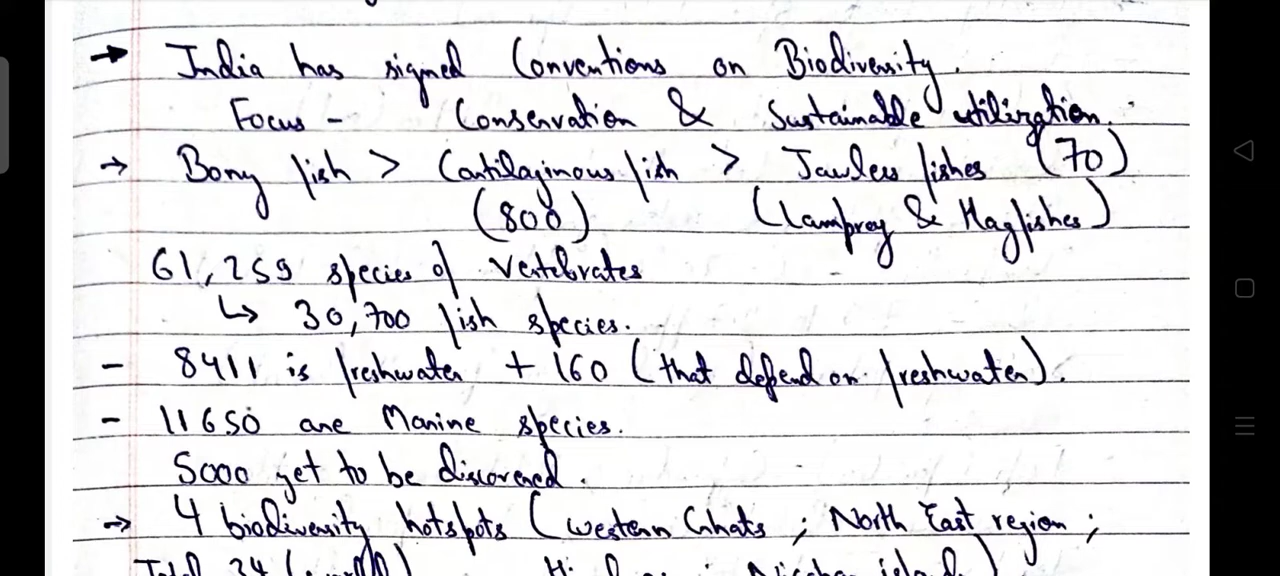 → India has signed Conventions on Biodiversity.
Focus - Conservation & Sustainable utilization.
→ Bony fish > Cartilaginous fish > Jawless fishes (70)
(800) (Lamprey & Hagfishes)
61,259 species of vertebrates
↳ 30,700 fish species.
- 8411 is freshwater + 160 (that depend on freshwater).
- 11650 are Marine species.
5000 yet to be discovered.
→ 4 biodiversity hotspots (Western Ghats ; North East region ;
Total 34